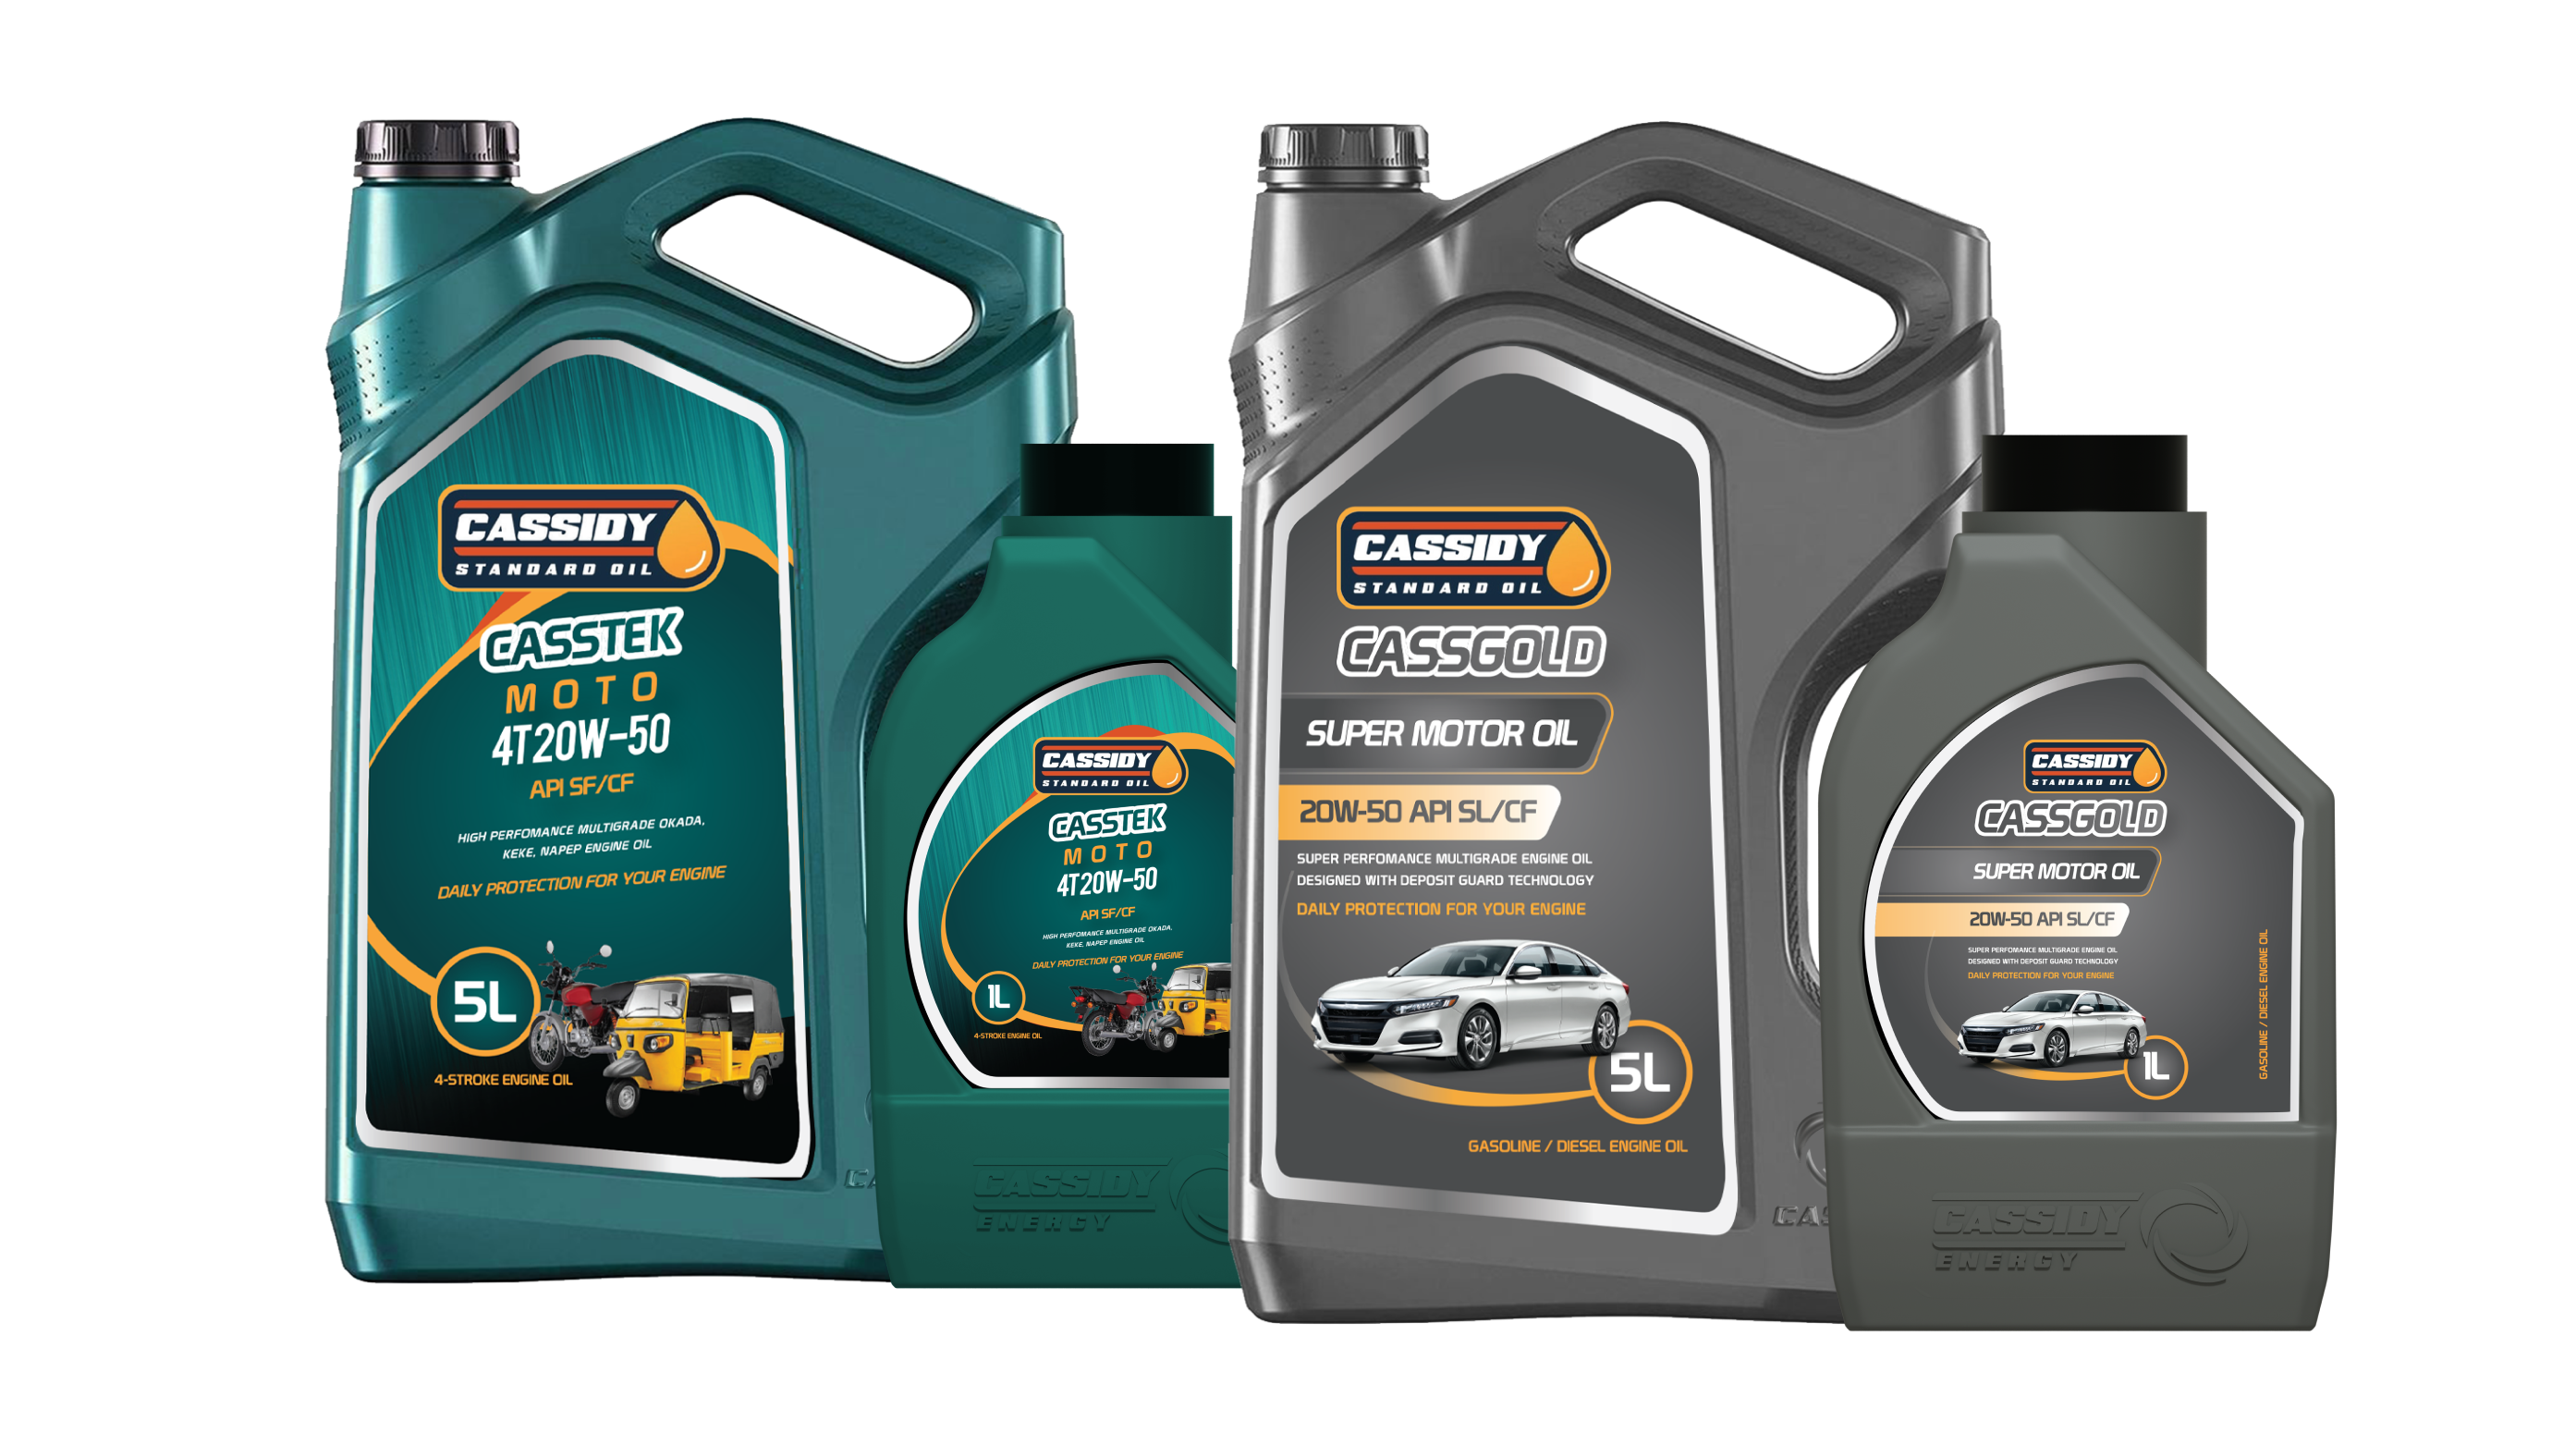 CASSIDY
STANDARD OIL
CASSTEK
MOTO
4T20W-50
API SF/CF
HIGH PERFOMANCE MULTIGRADE OKADA,
KEKE, NAPEP ENGINE OIL
DAILY PROTECTION FOR YOUR ENGINE
5L
4-STROKE ENGINE OIL
CA
CASSIDY
STANDARD OIL
CASSTEK
MOTO
4T20W-50
API SF/CF
HIGH PERFOMANCE MULTIGRADE OKADA,
KEKE, NAPEP ENGINE OIL
DAILY PROTECTION FOR YOUR ENGINE
1L
4-STROKE ENGINE OIL
CASSIDY
ENERGY
CASSIDY
STANDARD OIL
CASSGOLD
SUPER MOTOR OIL
20W-50 API SL/CF
SUPER PERFOMANCE MULTIGRADE ENGINE OIL
DESIGNED WITH DEPOSIT GUARD TECHNOLOGY
DAILY PROTECTION FOR YOUR ENGINE
5L
GASOLINE / DIESEL ENGINE OIL
CAS
CASSIDY
STANDARD OIL
CASSGOLD
SUPER MOTOR OIL
20W-50 API SL/CF
SUPER PERFOMANCE MULTIGRADE ENGINE OIL
DESIGNED WITH DEPOSIT GUARD TECHNOLOGY
DAILY PROTECTION FOR YOUR ENGINE
1L
GASOLINE / DIESEL ENGINE OIL
CASSIDY
ENERGY